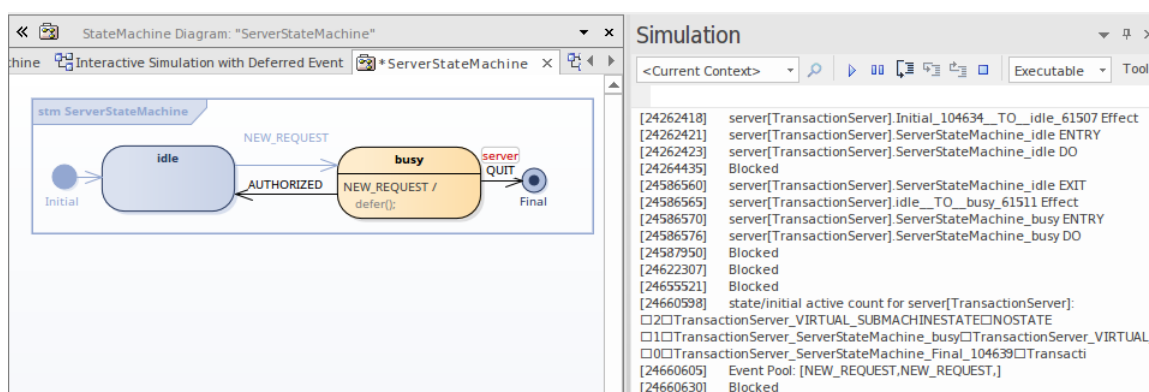 StateMachine Diagram: "ServerStateMachine"
:hine Interactive Simulation with Deferred Event *ServerStateMachine
stm ServerStateMachine
NEW_REQUEST
idle
busy
server
QUIT
AUTHORIZED
NEW_REQUEST /
defer();
Initial
Final
Simulation
<Current Context>
Executable
Tool
[24262418] server[TransactionServer].Initial_104634__TO__idle_61507 Effect
[24262421] server[TransactionServer].ServerStateMachine_idle ENTRY
[24262423] server[TransactionServer].ServerStateMachine_idle DO
[24264435] Blocked
[24586560] server[TransactionServer].ServerStateMachine_idle EXIT
[24586565] server[TransactionServer].idle__TO__busy_61511 Effect
[24586570] server[TransactionServer].ServerStateMachine_busy ENTRY
[24586576] server[TransactionServer].ServerStateMachine_busy DO
[24587950] Blocked
[24622307] Blocked
[24655521] Blocked
[24660598] state/initial active count for server[TransactionServer]:
□2□TransactionServer_VIRTUAL_SUBMACHINESTATE□NOSTATE
□1□TransactionServer_ServerStateMachine_busy□TransactionServer_VIRTUAL
□0□TransactionServer_ServerStateMachine_Final_104639□Transacti
[24660605] Event Pool: [NEW_REQUEST,NEW_REQUEST,]
[24660630] Blocked